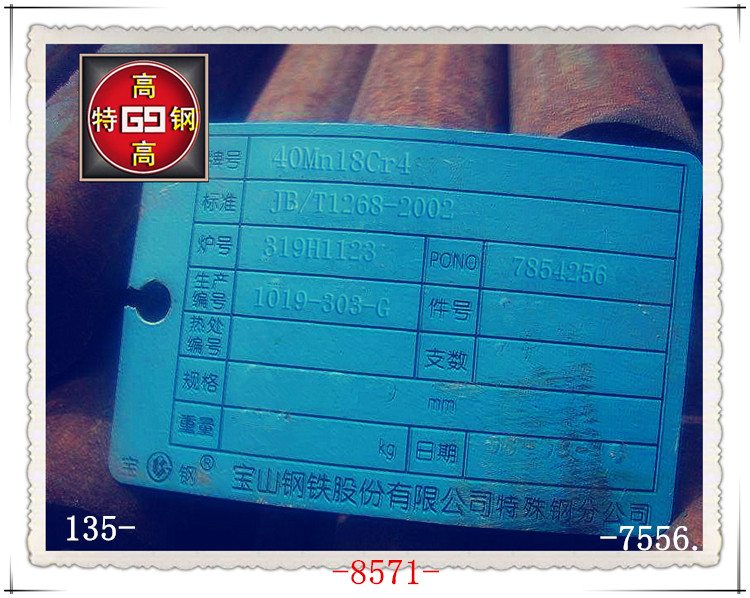 高
特GG钢
高
牌号 40Mn18Cr4
标准 JB/T1268-2002
炉号 319H1123 PONO 7854256
生产编号 1019-303-G 件号
热处编号 支数
规格 mm
重量 kg 日期
宝钢® 宝山钢铁股份有限公司特殊钢分公司
135-
-7556.
-8571-